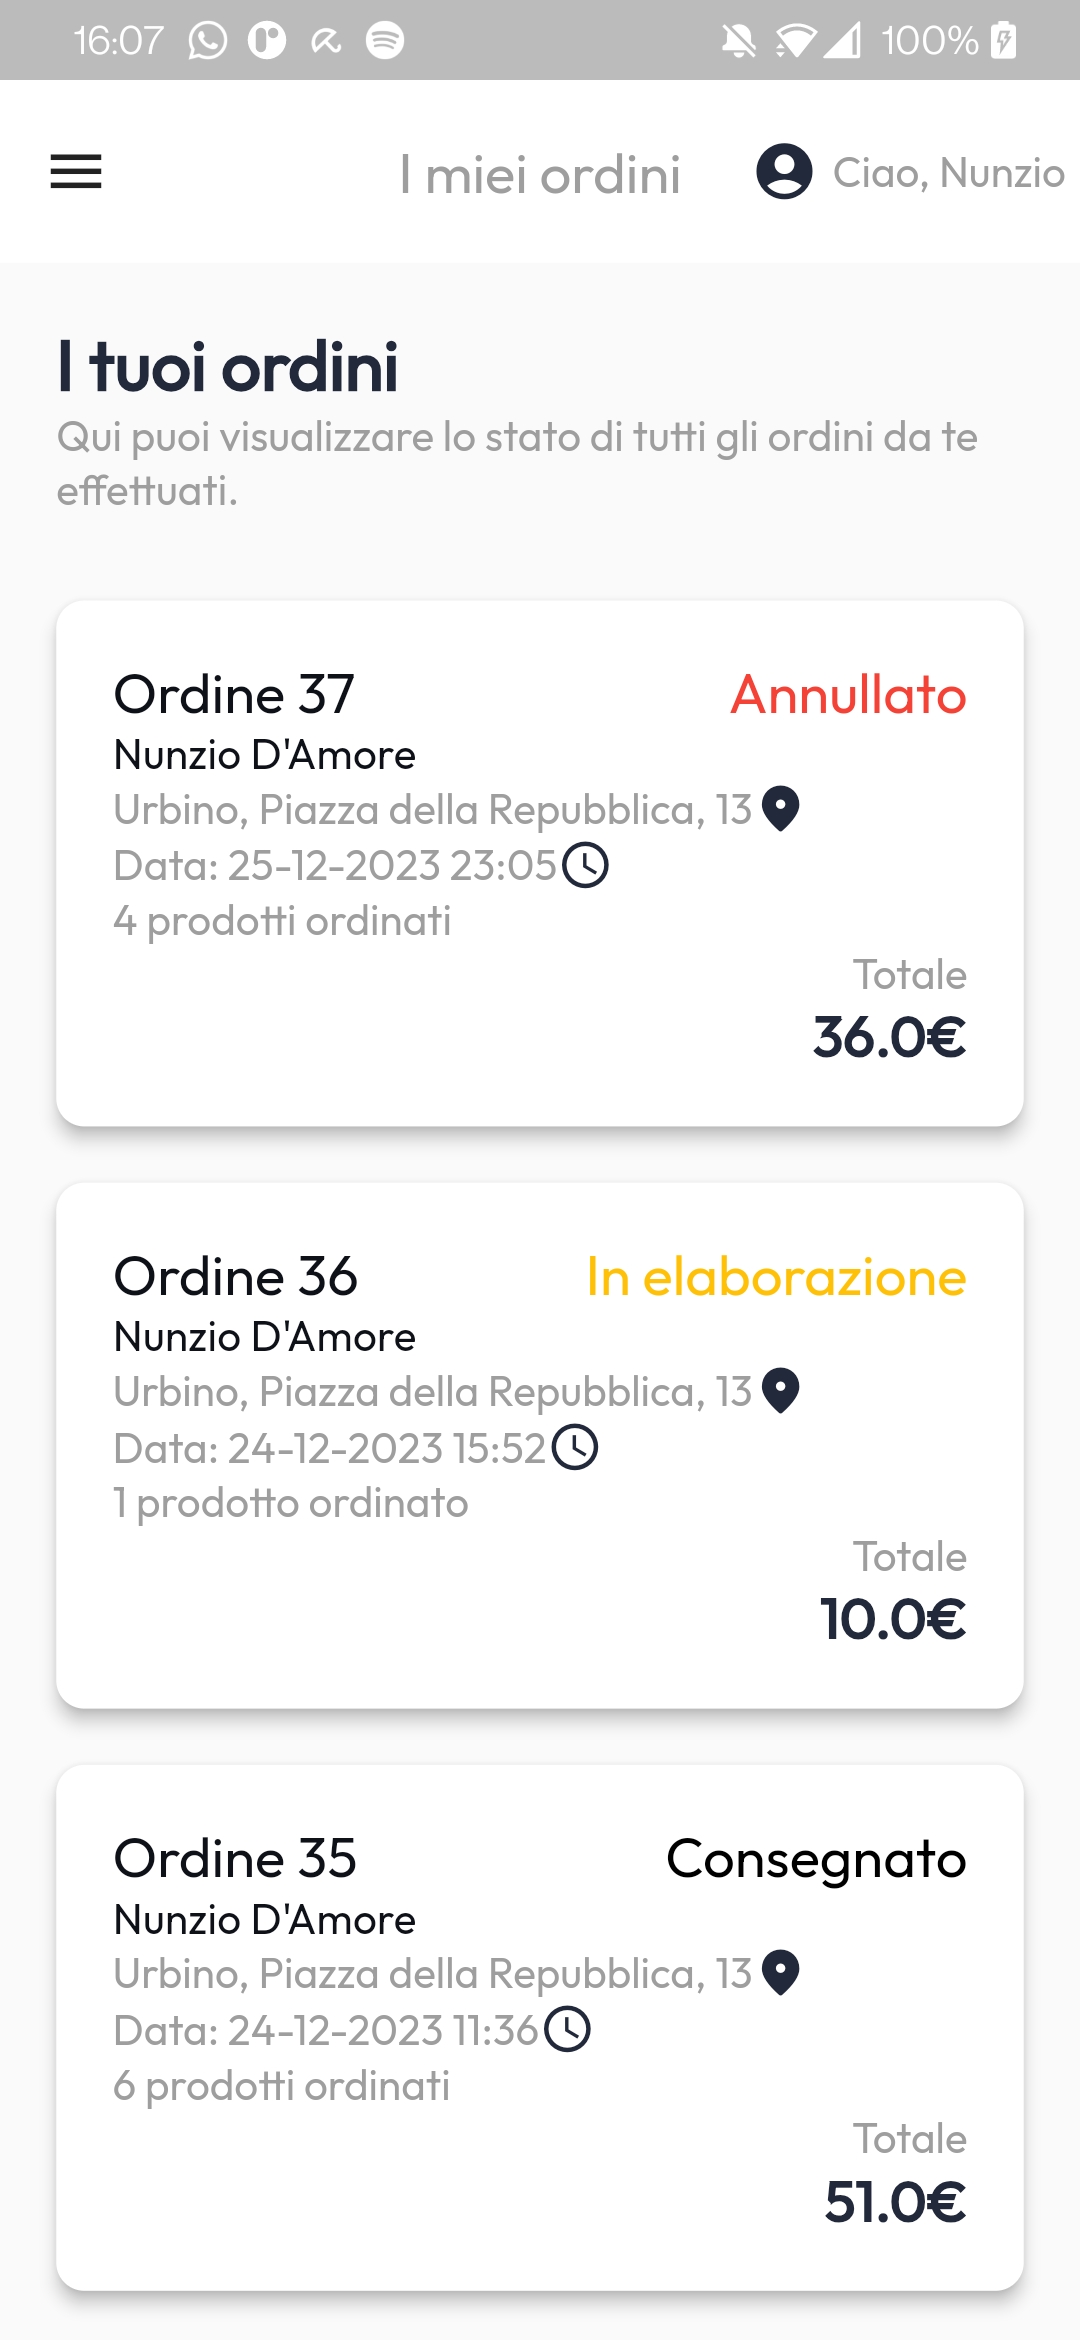 16:07 100%
I miei ordini Ciao, Nunzio
I tuoi ordini
Qui puoi visualizzare lo stato di tutti gli ordini da te
effettuati.
Ordine 37 Annullato
Nunzio D'Amore
Urbino, Piazza della Repubblica, 13
Data: 25-12-2023 23:05
4 prodotti ordinati
Totale
36.0€
Ordine 36 In elaborazione
Nunzio D'Amore
Urbino, Piazza della Repubblica, 13
Data: 24-12-2023 15:52
1 prodotto ordinato
Totale
10.0€
Ordine 35 Consegnato
Nunzio D'Amore
Urbino, Piazza della Repubblica, 13
Data: 24-12-2023 11:36
6 prodotti ordinati
Totale
51.0€